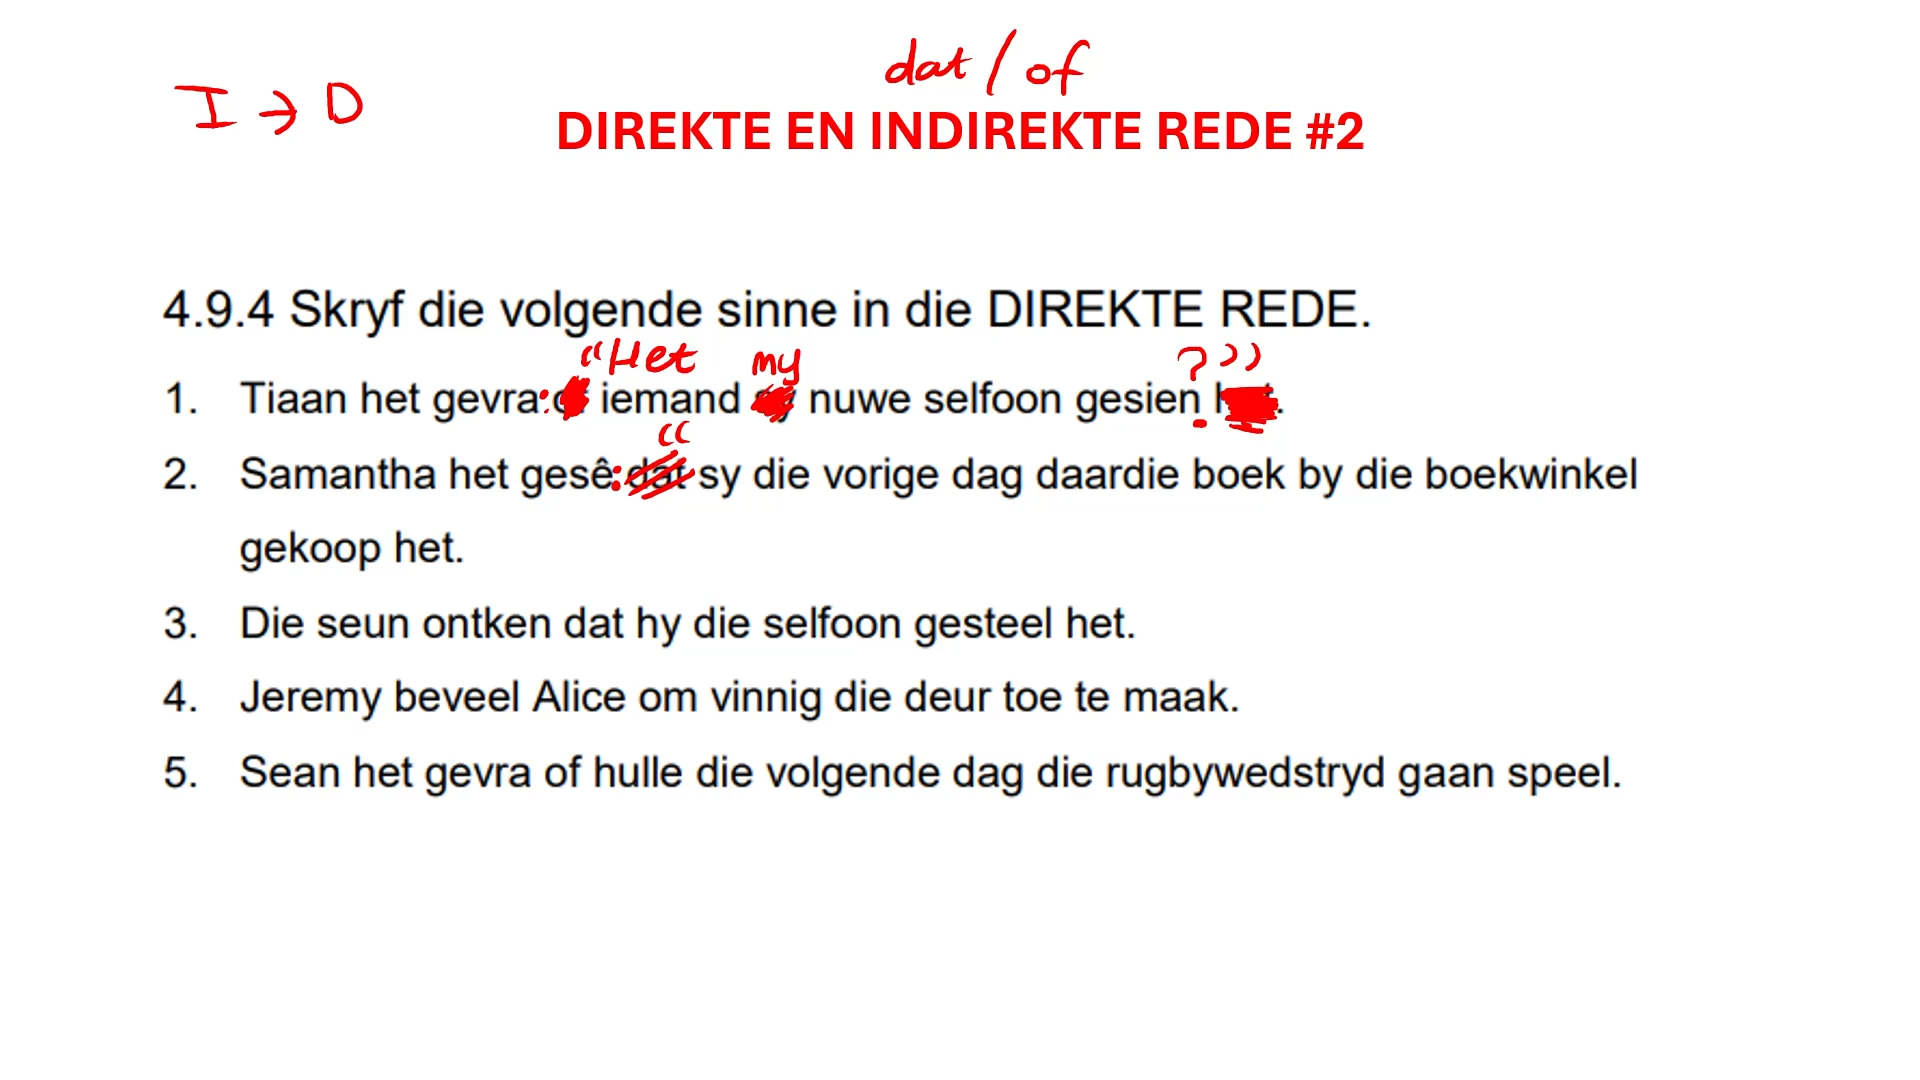 dat / of
I → D
DIREKTE EN INDIREKTE REDE #2
4.9.4 Skryf die volgende sinne in die DIREKTE REDE.
“Het my ?”
1. Tiaan het gevra: iemand nuwe selfoon gesien .
“
2. Samantha het gesê: dat sy die vorige dag daardie boek by die boekwinkel
gekoop het.
3. Die seun ontken dat hy die selfoon gesteel het.
4. Jeremy beveel Alice om vinnig die deur toe te maak.
5. Sean het gevra of hulle die volgende dag die rugbywedstryd gaan speel.